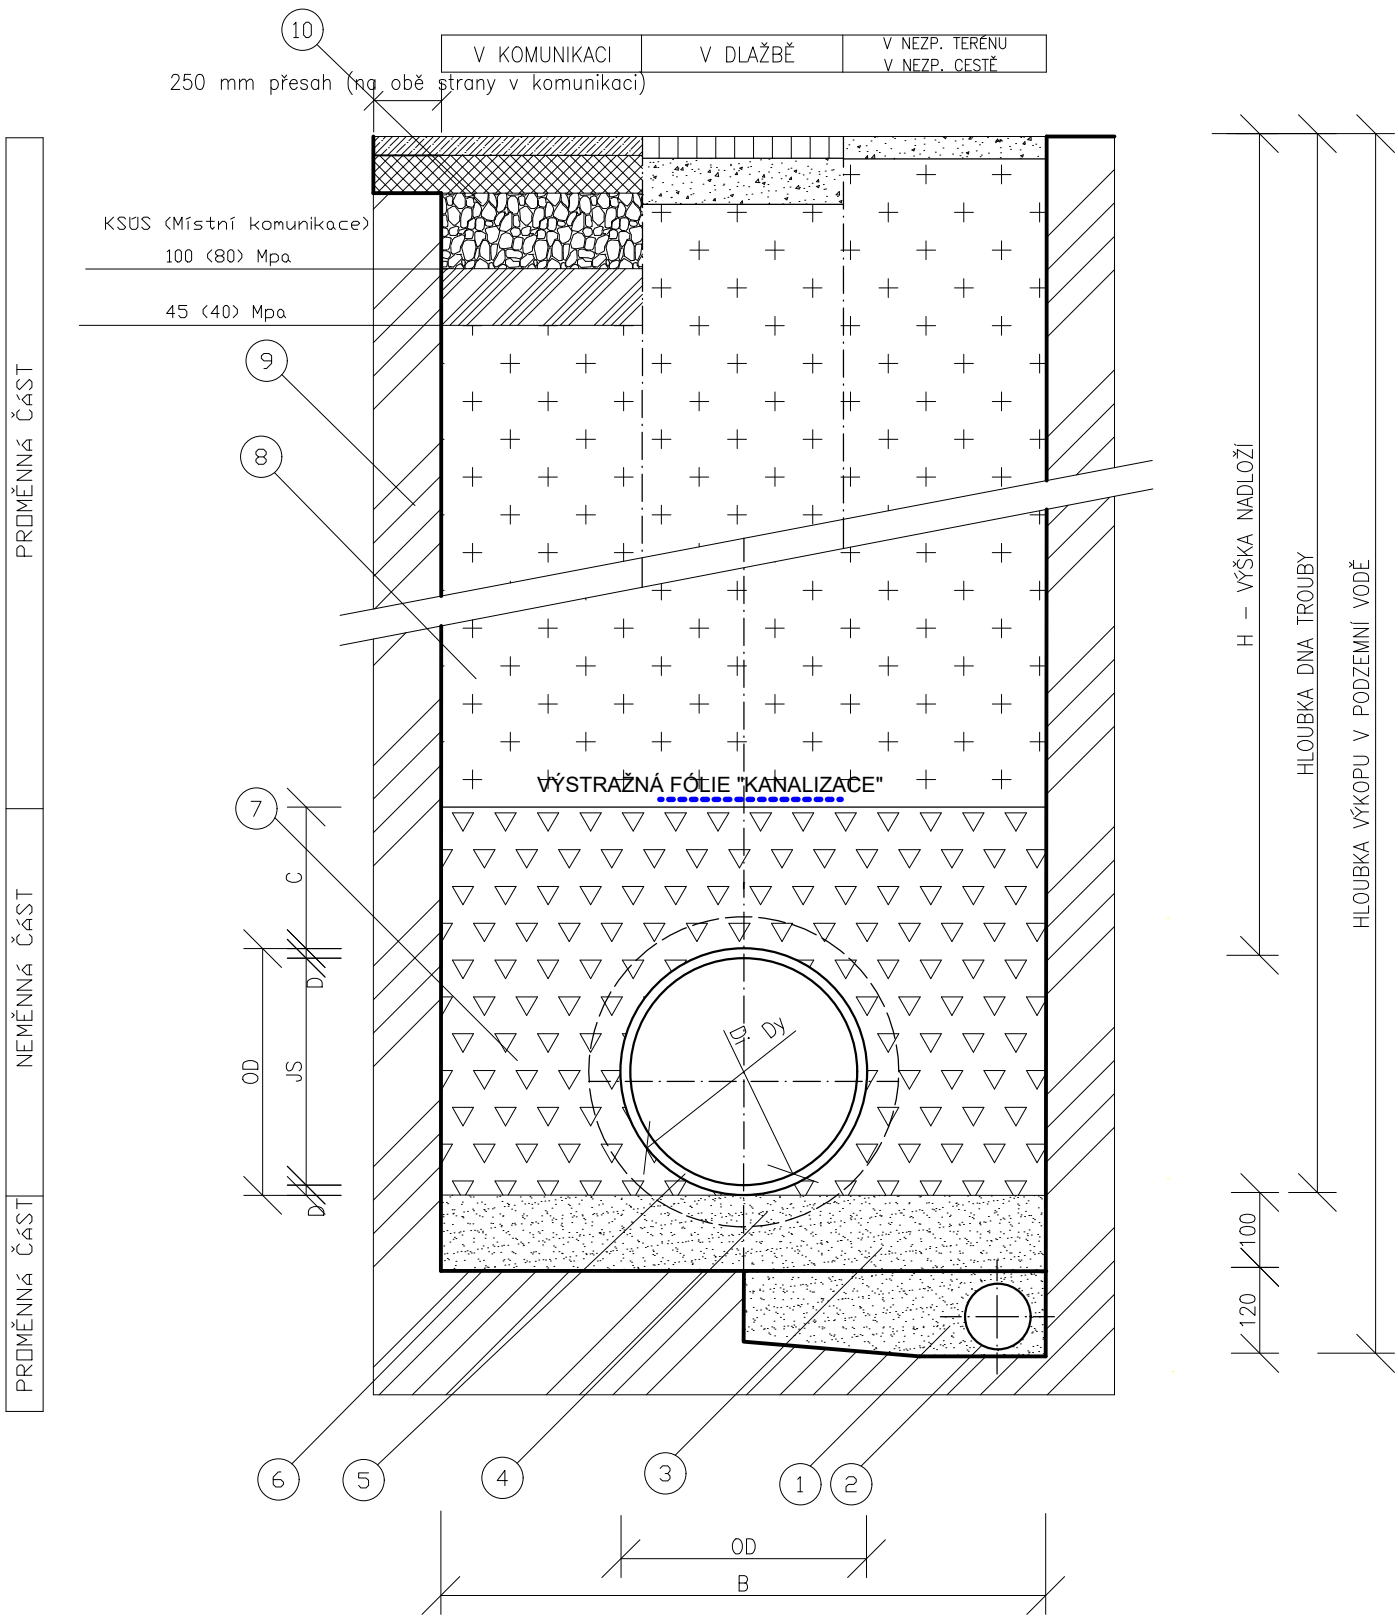 10
V KOMUNIKACI
V DLAŽBĚ
V NEZP. TERÉNU
V NEZP. CESTĚ
250 mm přesah (na obě strany v komunikaci)
KSÚS (Místní komunikace)
100 (80) Mpa
45 (40) Mpa
9
8
PROMĚNNÁ ČÁST
H - VÝŠKA NADLOŽÍ
HLOUBKA DNA TROUBY
HLOUBKA VÝKOPU V PODZEMNÍ VODĚ
VÝSTRAŽNÁ FÓLIE "KANALIZACE"
7
C
D
NEMĚNNÁ ČÁST
OD
JS
D.
Dy
D
PROMĚNNÁ ČÁST
100
120
6
5
4
3
1
2
OD
B